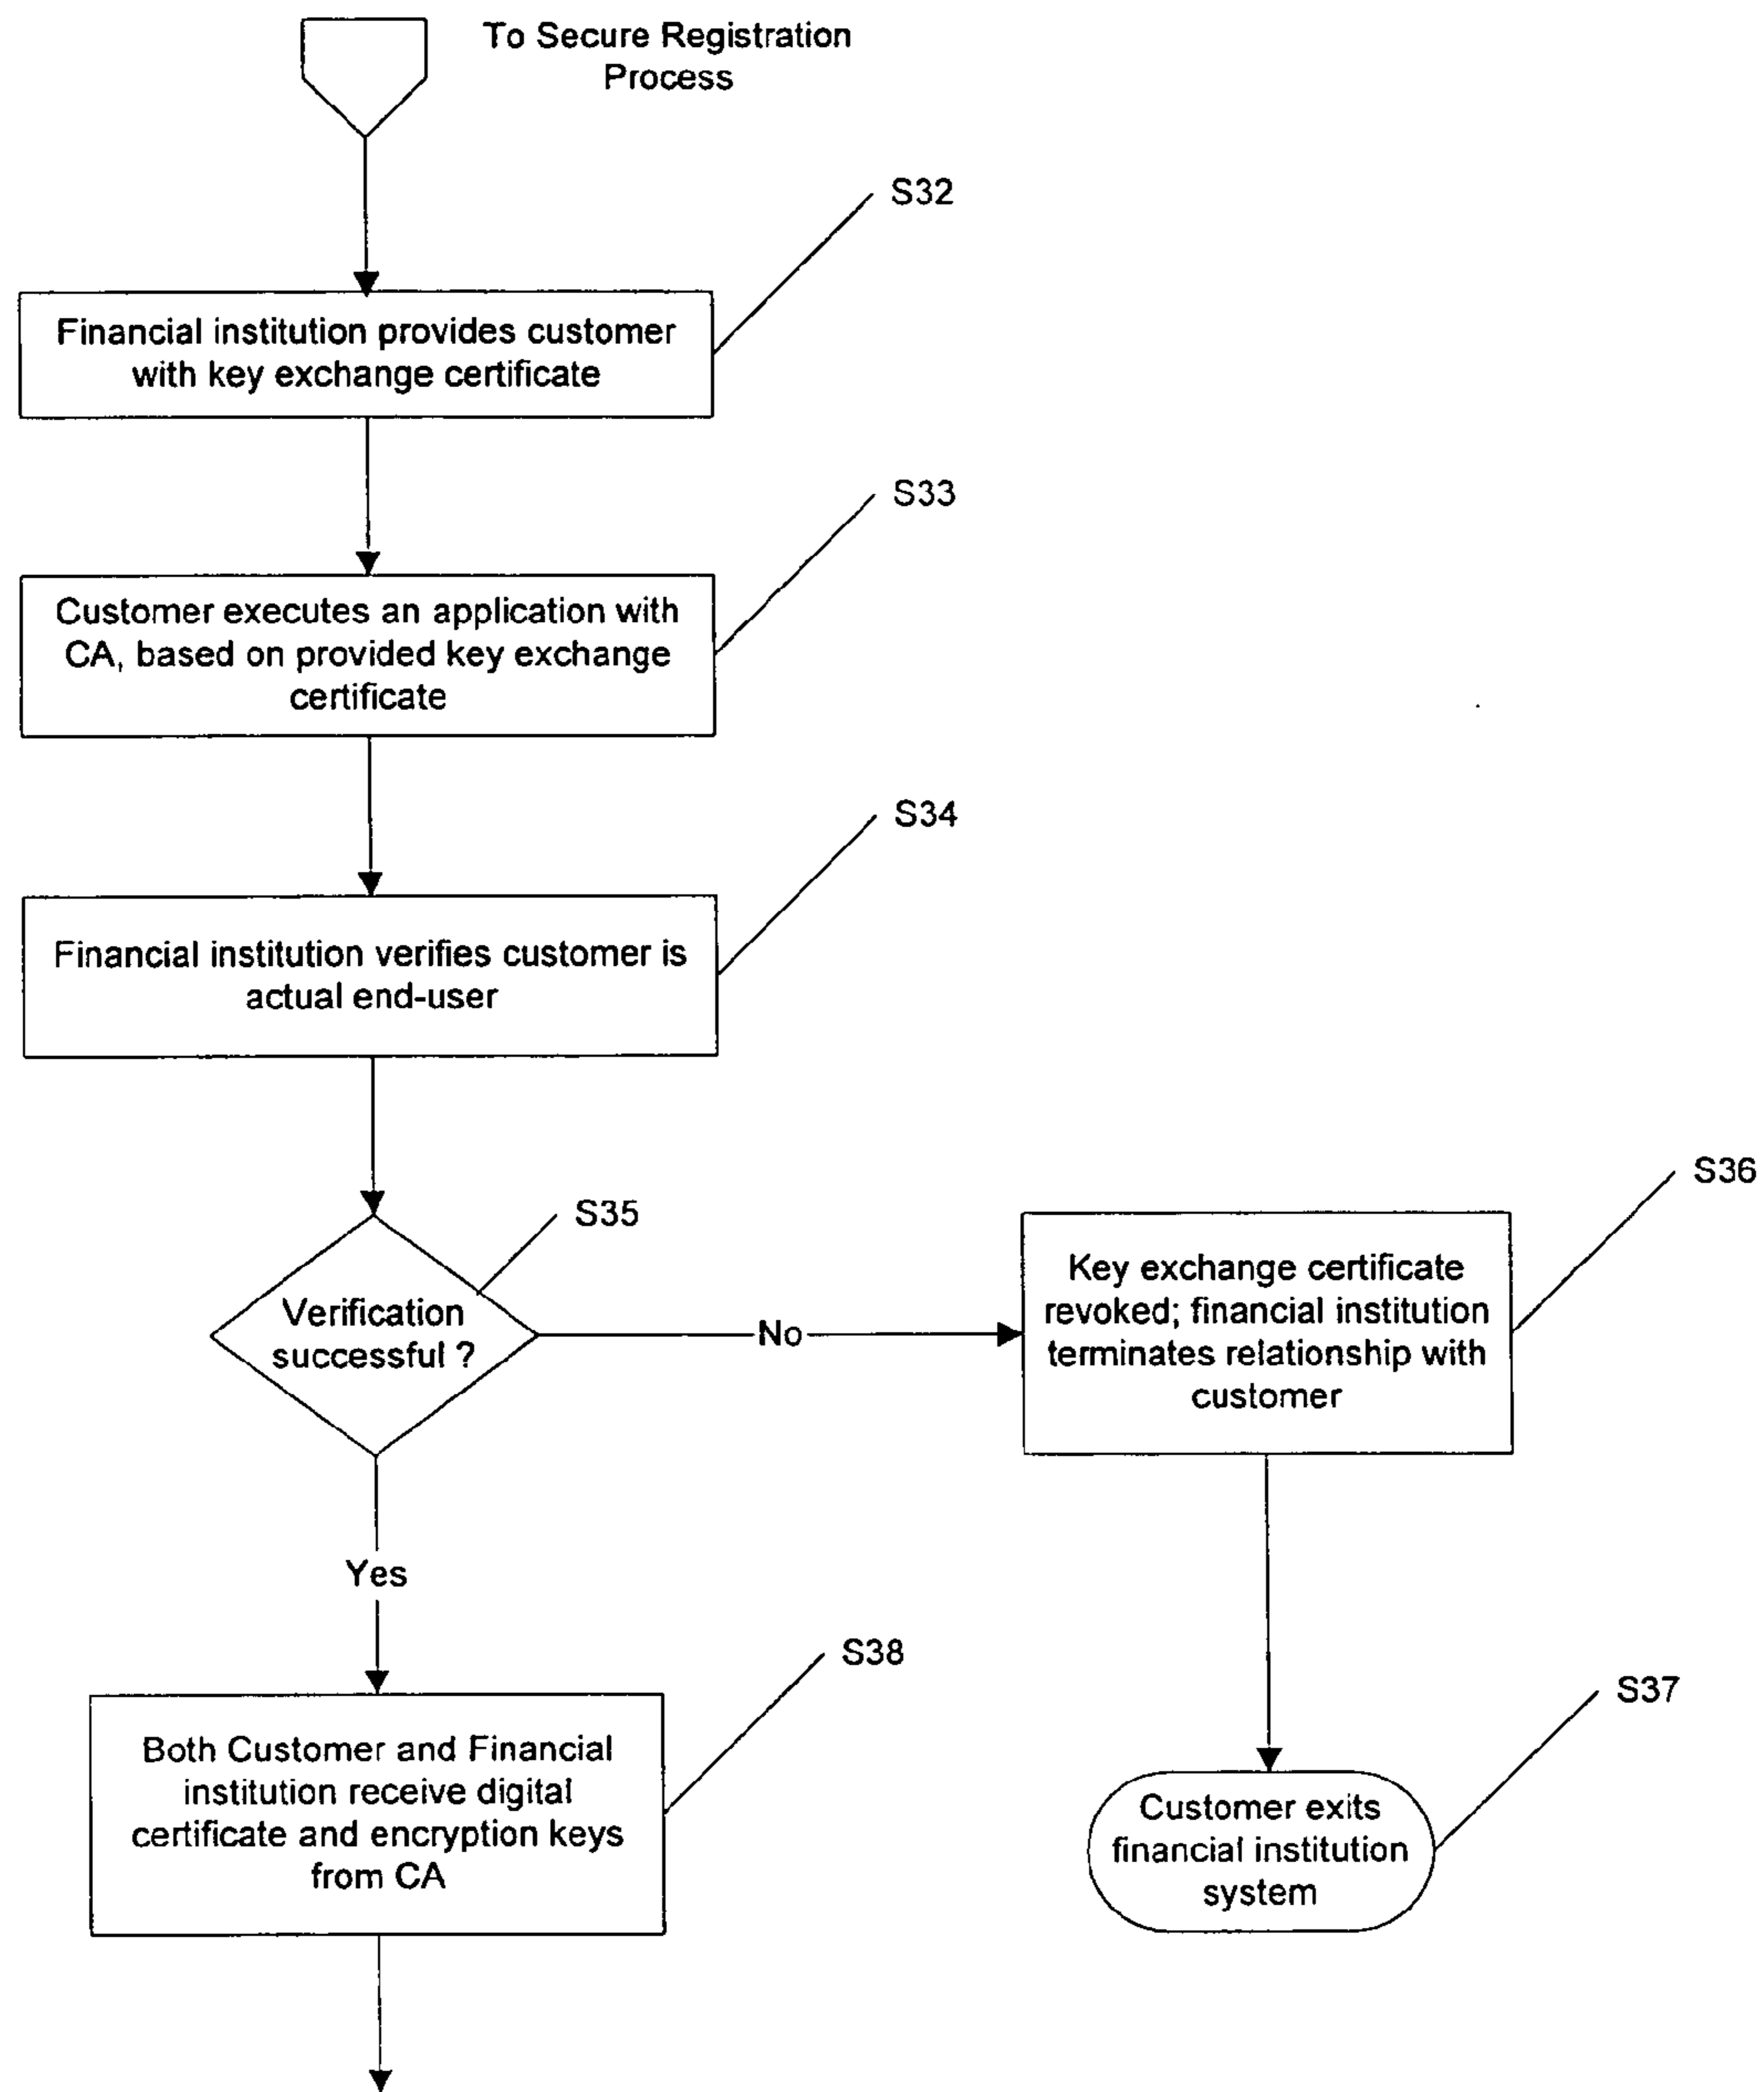 To Secure Registration
Process
S32
Financial institution provides customer
with key exchange certificate
S33
Customer executes an application with
CA, based on provided key exchange
certificate
S34
Financial institution verifies customer is
actual end-user
S35
Verification
successful ?
No
S36
Key exchange certificate
revoked; financial institution
terminates relationship with
customer
Yes
S38
Both Customer and Financial
institution receive digital
certificate and encryption keys
from CA
S37
Customer exits
financial institution
system